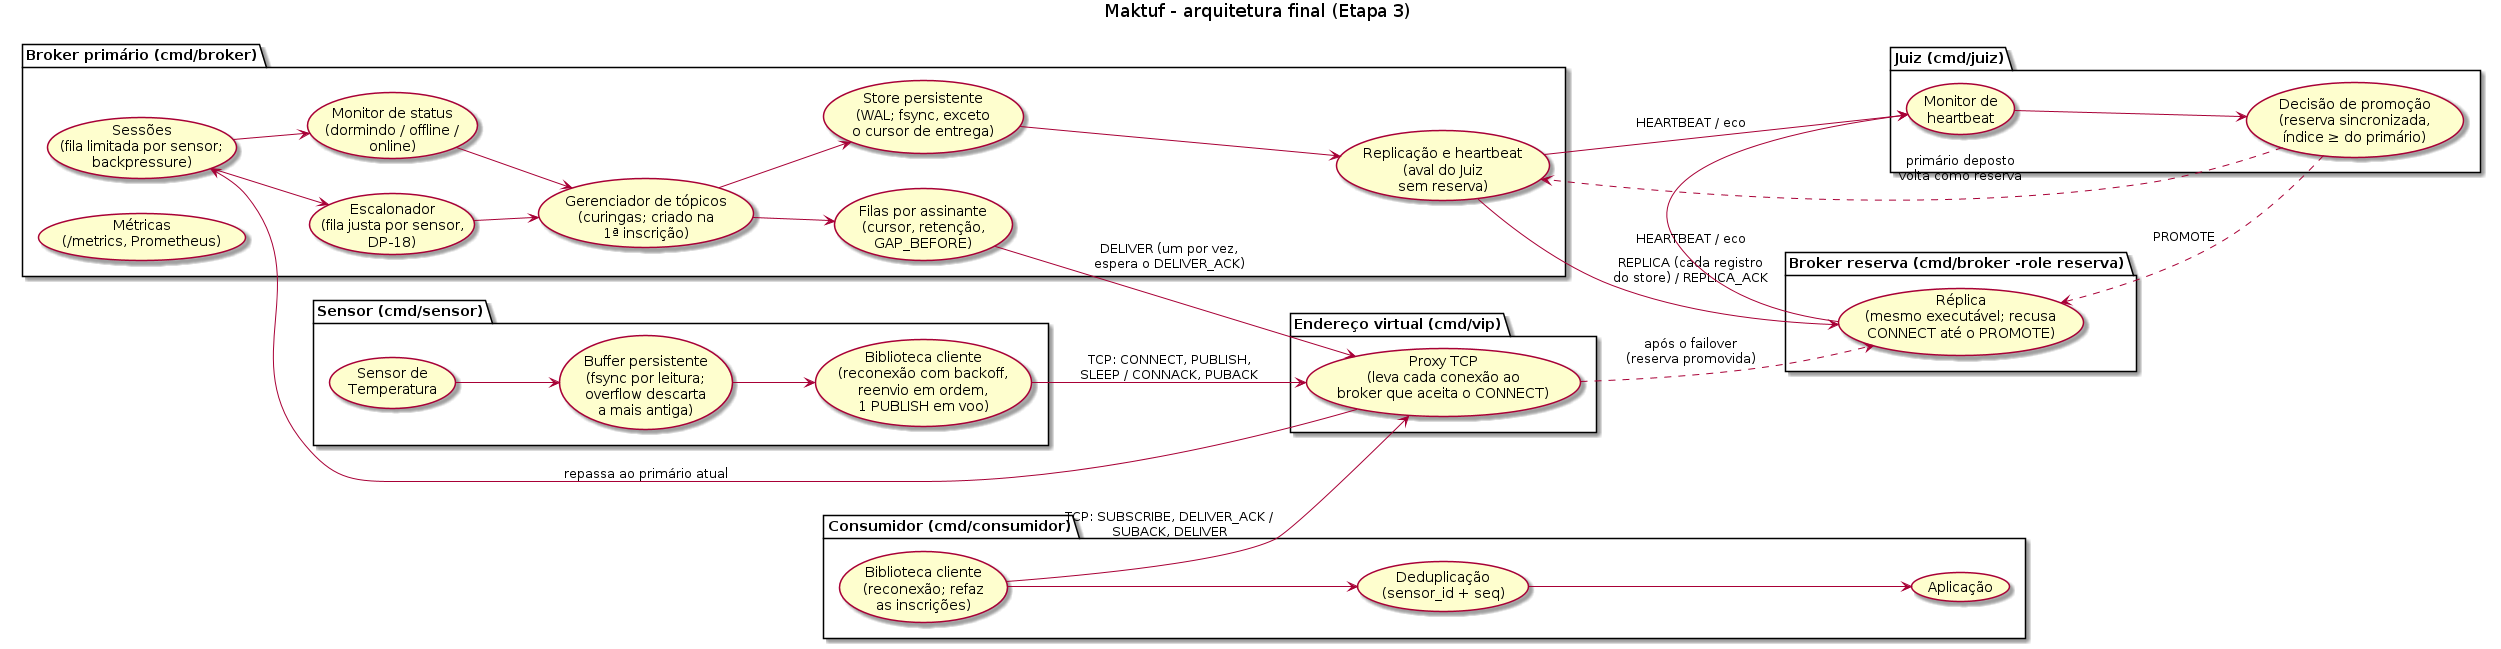 Maktuf - arquitetura final (Etapa 3)
Broker primário (cmd/broker)
Sessões
(fila limitada por sensor;
backpressure)
Métricas
(/metrics, Prometheus)
Monitor de status
(dormindo / offline /
online)
Escalonador
(fila justa por sensor,
DP-18)
Gerenciador de tópicos
(curingas; criado na
1ª inscrição)
Store persistente
(WAL; fsync, exceto
o cursor de entrega)
Filas por assinante
(cursor, retenção,
GAP_BEFORE)
Replicação e heartbeat
(aval do Juiz
sem reserva)
Juiz (cmd/juiz)
Monitor de
heartbeat
Decisão de promoção
(reserva sincronizada,
índice ≥ do primário)
HEARTBEAT / eco
primário deposto
volta como reserva
HEARTBEAT / eco
PROMOTE
REPLICA (cada registro
do store) / REPLICA_ACK
DELIVER (um por vez,
espera o DELIVER_ACK)
Broker reserva (cmd/broker -role reserva)
Réplica
(mesmo executável; recusa
CONNECT até o PROMOTE)
Sensor (cmd/sensor)
Sensor de
Temperatura
Buffer persistente
(fsync por leitura;
overflow descarta
a mais antiga)
Biblioteca cliente
(reconexão com backoff,
reenvio em ordem,
1 PUBLISH em voo)
TCP: CONNECT, PUBLISH,
SLEEP / CONNACK, PUBACK
Endereço virtual (cmd/vip)
Proxy TCP
(leva cada conexão ao
broker que aceita o CONNECT)
após o failover
(reserva promovida)
repassa ao primário atual
Consumidor (cmd/consumidor)
TCP: SUBSCRIBE, DELIVER_ACK /
SUBACK, DELIVER
Biblioteca cliente
(reconexão; refaz
as inscrições)
Deduplicação
(sensor_id + seq)
Aplicação